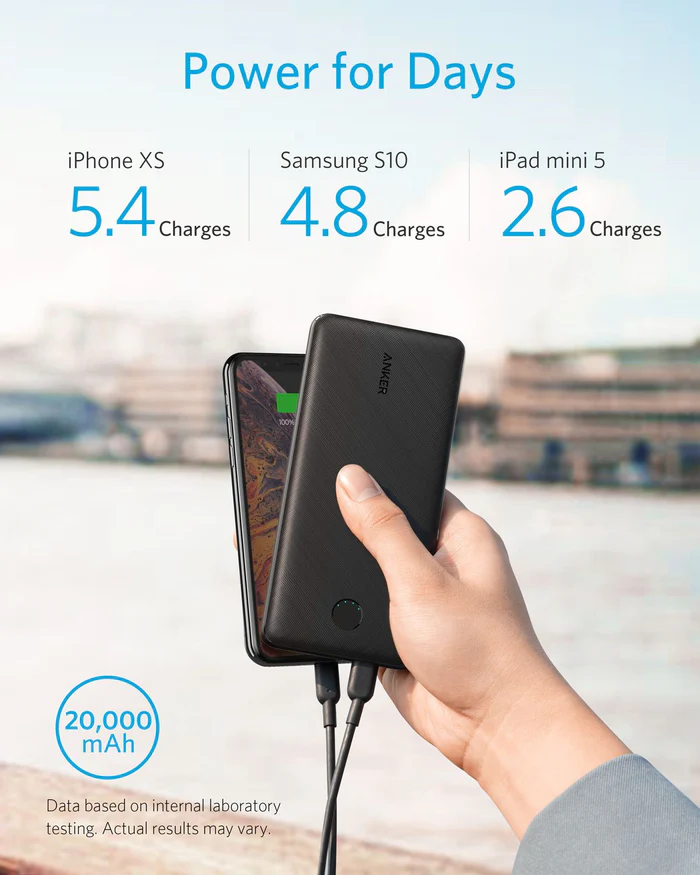 Power for Days
iPhone XS
5.4 Charges
Samsung S10
4.8 Charges
iPad mini 5
2.6 Charges
100%
ANKER
20,000
mAh
Data based on internal laboratory
testing. Actual results may vary.